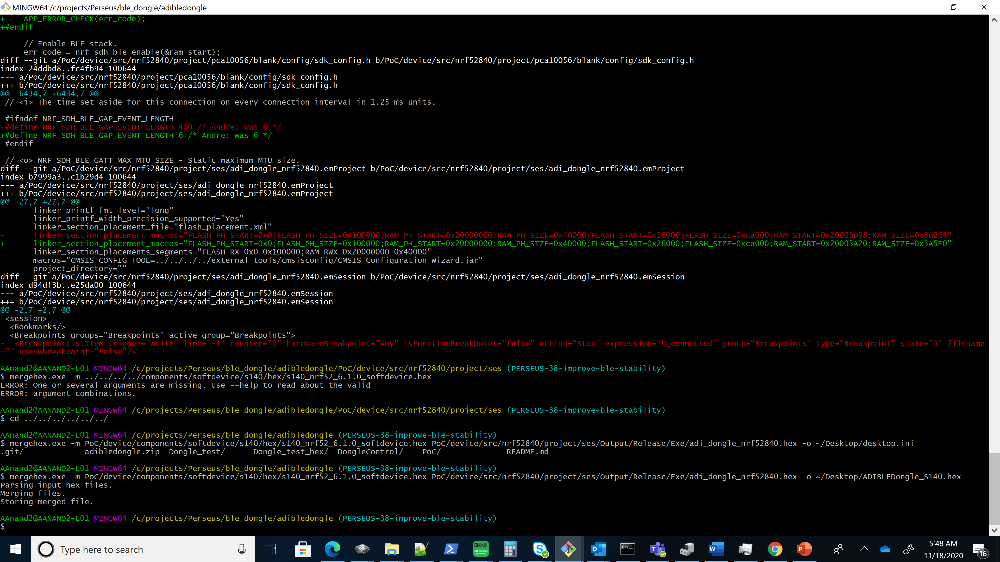 MINGW64:/c/projects/Perseus/ble_dongle/adibledongle
+    APP_ERROR_CHECK(err_code);
+#endif
     // Enable BLE stack.
     err_code = nrf_sdh_ble_enable(&ram_start);
diff --git a/PoC/device/src/nrf52840/project/pca10056/blank/config/sdk_config.h b/PoC/device/src/nrf52840/project/pca10056/blank/config/sdk_config.h
index 24ddbd8..fc4fb94 100644
--- a/PoC/device/src/nrf52840/project/pca10056/blank/config/sdk_config.h
+++ b/PoC/device/src/nrf52840/project/pca10056/blank/config/sdk_config.h
@@ -6434,7 +6434,7 @@
 // <i> The time set aside for this connection on every connection interval in 1.25 ms units.
 #ifndef NRF_SDH_BLE_GAP_EVENT_LENGTH
-#define NRF_SDH_BLE_GAP_EVENT_LENGTH 400 /* Andre: was 6 */
+#define NRF_SDH_BLE_GAP_EVENT_LENGTH 6 /* Andre: was 6 */
 #endif
 // <o> NRF_SDH_BLE_GATT_MAX_MTU_SIZE - Static maximum MTU size.
diff --git a/PoC/device/src/nrf52840/project/ses/adi_dongle_nrf52840.emProject b/PoC/device/src/nrf52840/project/ses/adi_dongle_nrf52840.emProject
index b7999a3..c1b29d4 100644
--- a/PoC/device/src/nrf52840/project/ses/adi_dongle_nrf52840.emProject
+++ b/PoC/device/src/nrf52840/project/ses/adi_dongle_nrf52840.emProject
@@ -27,7 +27,7 @@
       linker_printf_fmt_level="long"
       linker_printf_width_precision_supported="Yes"
       linker_section_placement_file="flash_placement.xml"
-      linker_section_placement_macros="FLASH_PH_START=0x0;FLASH_PH_SIZE=0x100000;RAM_PH_START=0x20000000;RAM_PH_SIZE=0x40000;FLASH_START=0x26000;FLASH_SIZE=0xca000;RAM_START=0x20003D98;RAM_SIZE=0x3d268"
+      linker_section_placement_macros="FLASH_PH_START=0x0;FLASH_PH_SIZE=0x100000;RAM_PH_START=0x20000000;RAM_PH_SIZE=0x40000;FLASH_START=0x26000;FLASH_SIZE=0xca000;RAM_START=0x20005A20;RAM_SIZE=0x3A5E0"
       linker_section_placements_segments="FLASH RX 0x0 0x100000;RAM RWX 0x20000000 0x40000"
       macros="CMSIS_CONFIG_TOOL=../../../../external_tools/cmsisconfig/CMSIS_Configuration_Wizard.jar"
       project_directory=""
diff --git a/PoC/device/src/nrf52840/project/ses/adi_dongle_nrf52840.emSession b/PoC/device/src/nrf52840/project/ses/adi_dongle_nrf52840.emSession
index d94df3b..e25da00 100644
--- a/PoC/device/src/nrf52840/project/ses/adi_dongle_nrf52840.emSession
+++ b/PoC/device/src/nrf52840/project/ses/adi_dongle_nrf52840.emSession
@@ -2,7 +2,7 @@
 <session>
  <Bookmarks/>
  <Breakpoints groups="Breakpoints" active_group="Breakpoints">
-  <BreakpointListItem trigger="Write" line="-1" counter="0" hardwareBreakpoint="Any" isFunctionBreakpoint="false" action="Stop" expression="b_connected" group="Breakpoints" type="Breakpoint" state="3" filename
="" useHWbreakpoint="false"/>
AAnand2@AANAND2-L01 MINGW64 /c/projects/Perseus/ble_dongle/adibledongle/PoC/device/src/nrf52840/project/ses (PERSEUS-38-improve-ble-stability)
$ mergehex.exe -m ../../../../components/softdevice/s140/hex/s140_nrf52_6.1.0_softdevice.hex
ERROR: One or several arguments are missing. Use --help to read about the valid
ERROR: argument combinations.
AAnand2@AANAND2-L01 MINGW64 /c/projects/Perseus/ble_dongle/adibledongle/PoC/device/src/nrf52840/project/ses (PERSEUS-38-improve-ble-stability)
$ cd ../../../../../../
AAnand2@AANAND2-L01 MINGW64 /c/projects/Perseus/ble_dongle/adibledongle (PERSEUS-38-improve-ble-stability)
$ mergehex.exe -m PoC/device/components/softdevice/s140/hex/s140_nrf52_6.1.0_softdevice.hex PoC/device/src/nrf52840/project/ses/Output/Release/Exe/adi_dongle_nrf52840.hex -o ~/Desktop/desktop.ini
.git/             adibledongle.zip  Dongle_test/      Dongle_test_hex/  DongleControl/    PoC/              README.md
AAnand2@AANAND2-L01 MINGW64 /c/projects/Perseus/ble_dongle/adibledongle (PERSEUS-38-improve-ble-stability)
$ mergehex.exe -m PoC/device/components/softdevice/s140/hex/s140_nrf52_6.1.0_softdevice.hex PoC/device/src/nrf52840/project/ses/Output/Release/Exe/adi_dongle_nrf52840.hex -o ~/Desktop/ADIBLEDongle_S140.hex
Parsing input hex files.
Merging files.
Storing merged file.
AAnand2@AANAND2-L01 MINGW64 /c/projects/Perseus/ble_dongle/adibledongle (PERSEUS-38-improve-ble-stability)
$
Type here to search
ANALOG DEVICES
Applications
WaveTool
5:48 AM
11/18/2020
16